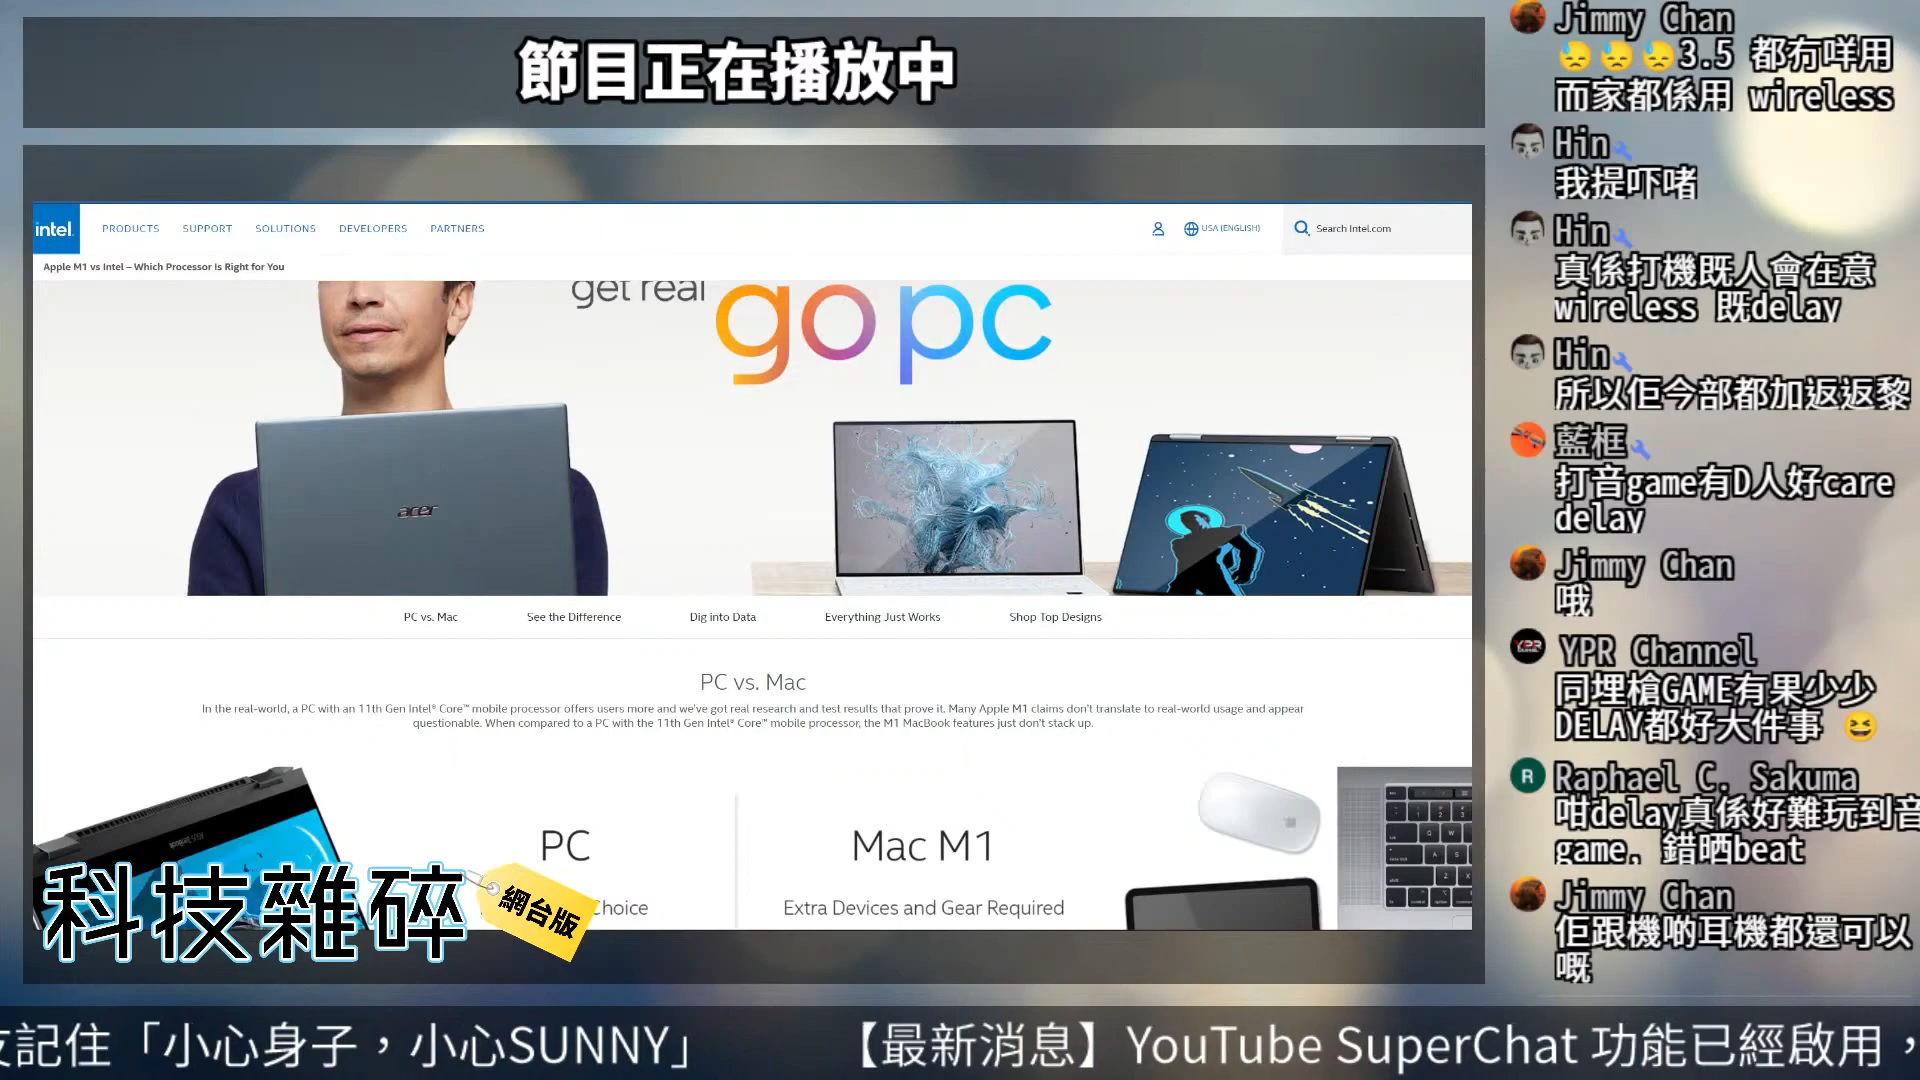 節目正在播放中
intel.
PRODUCTS
SUPPORT
SOLUTIONS
DEVELOPERS
PARTNERS
USA (ENGLISH)
Search Intel.com
Apple M1 vs Intel – Which Processor Is Right for You
get real
go pc
acer
PC vs. Mac
See the Difference
Dig into Data
Everything Just Works
Shop Top Designs
PC vs. Mac
In the real-world, a PC with an 11th Gen Intel® Core™ mobile processor offers users more and we've got real research and test results that prove it. Many Apple M1 claims don't translate to real-world usage and appear
questionable. When compared to a PC with the 11th Gen Intel® Core™ mobile processor, the M1 MacBook features just don't stack up.
PC
Choice
Mac M1
Extra Devices and Gear Required
科技雜碎
網台版
Jimmy Chan
😓😓😓3.5 都冇咩用
而家都係用 wireless
Hin
我提吓啫
Hin
真係打機既人會在意
wireless 既delay
Hin
所以佢今部都加返返黎
藍框
打音game有D人好care
delay
Jimmy Chan
哦
YPR Channel
同埋槍GAME有果少少
DELAY都好大件事 😆
R
Raphael C. Sakuma
咁delay真係好難玩到音
game, 錯晒beat
Jimmy Chan
佢跟機啲耳機都還可以
嘅
記住「小心身子，小心SUNNY」
【最新消息】YouTube SuperChat 功能已經啟用，